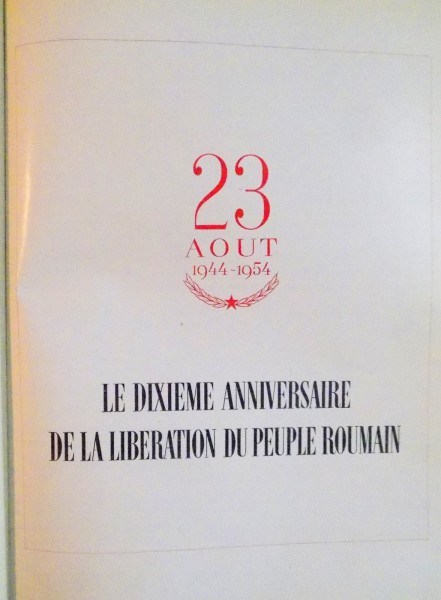 23
AOUT
1944-1954
LE DIXIEME ANNIVERSAIRE
DE LA LIBERATION DU PEUPLE ROUMAIN